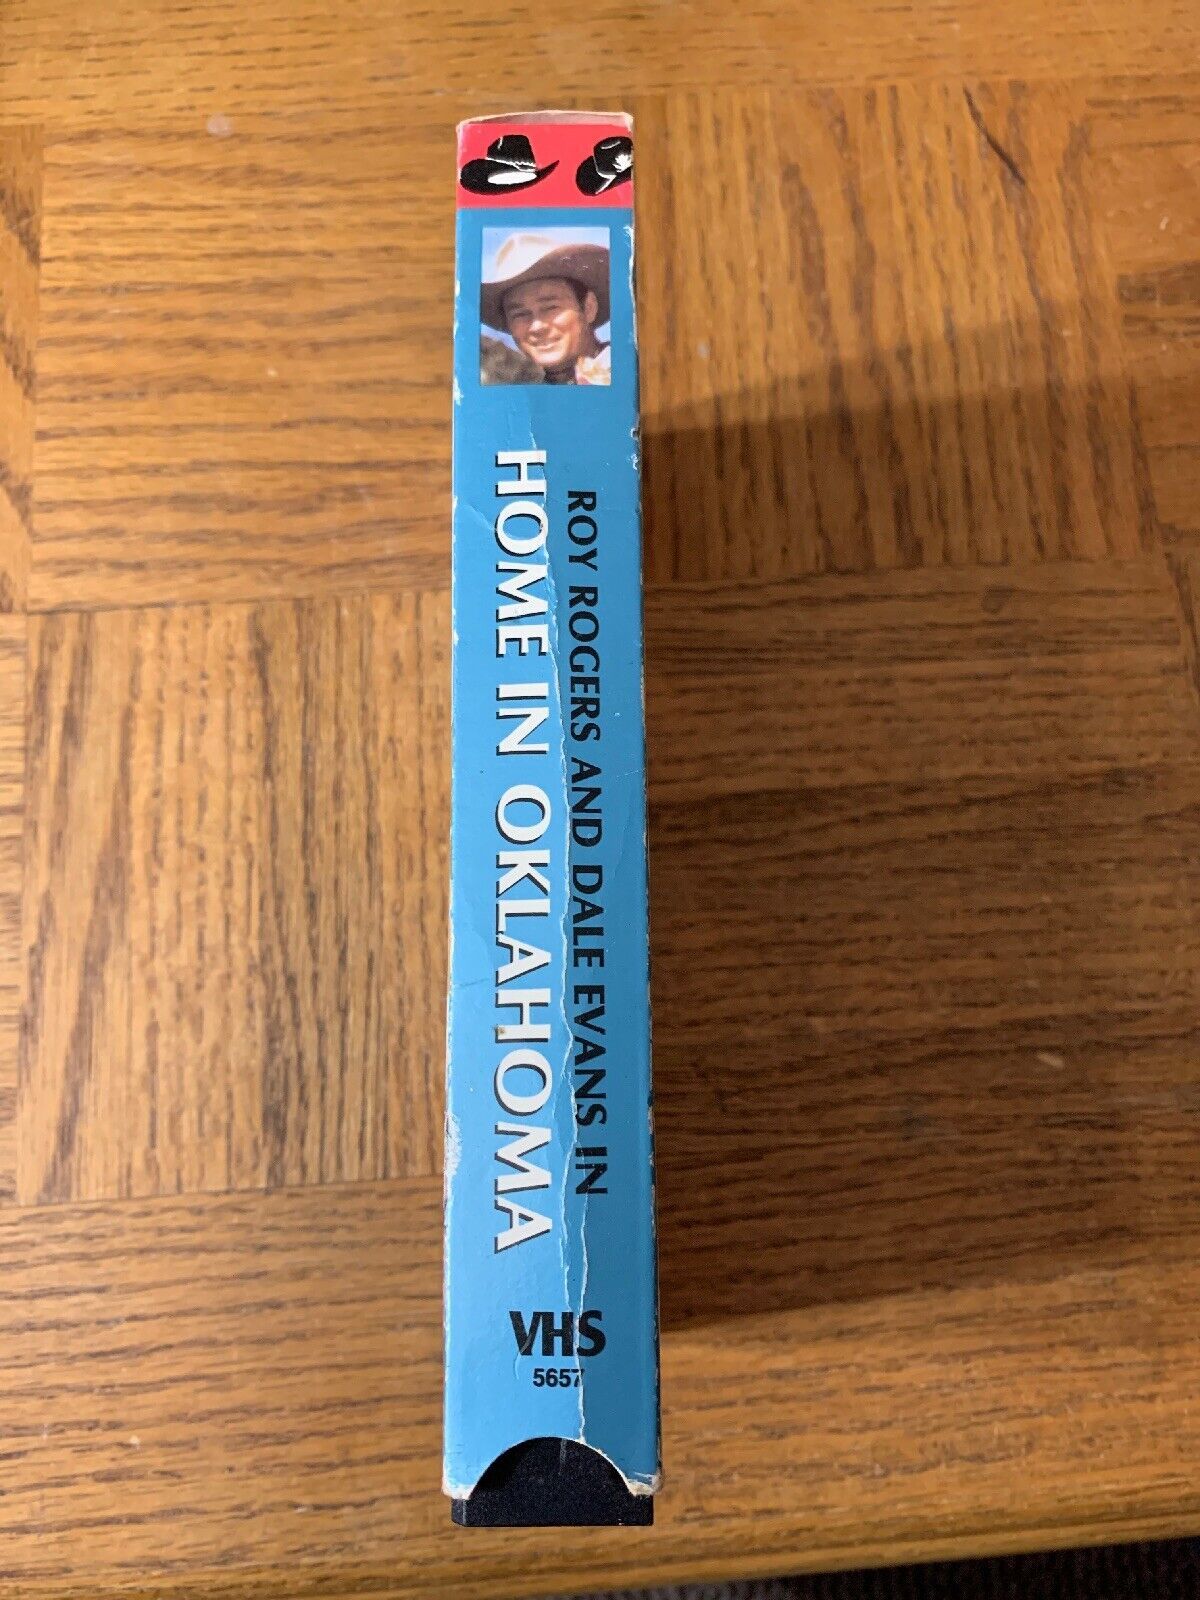 ROY ROGERS AND DALE EVANS IN
HOME IN OKLAHOMA
VHS
5657